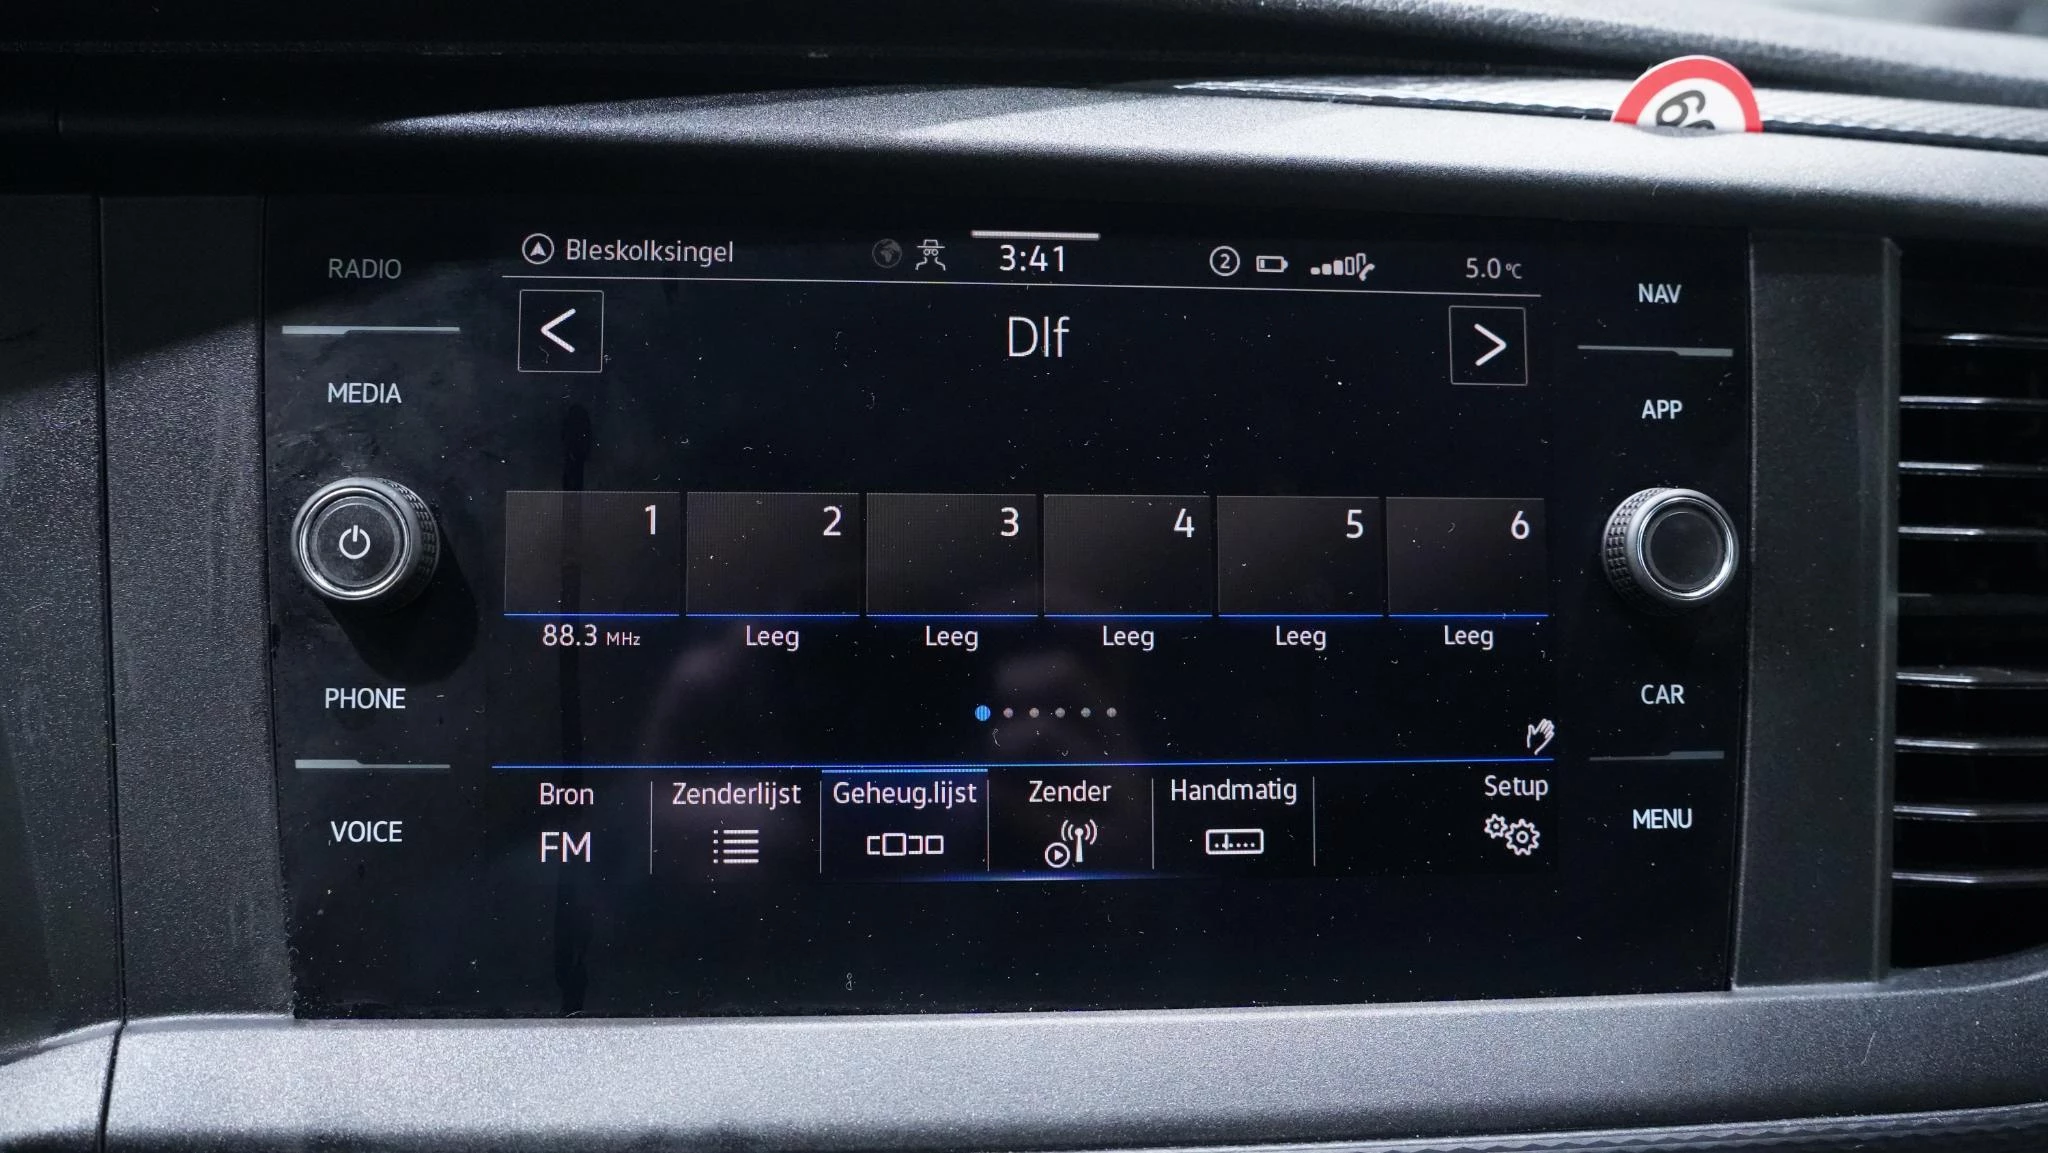 RADIO
MEDIA
PHONE
VOICE
Bleskolksingel
3:41
2
5.0 °C
<
Dlf
>
1 2 3 4 5 6
88.3 MHz Leeg Leeg Leeg Leeg Leeg
Bron Zenderlijst Geheug.lijst Zender Handmatig Setup
FM
NAV
APP
CAR
MENU